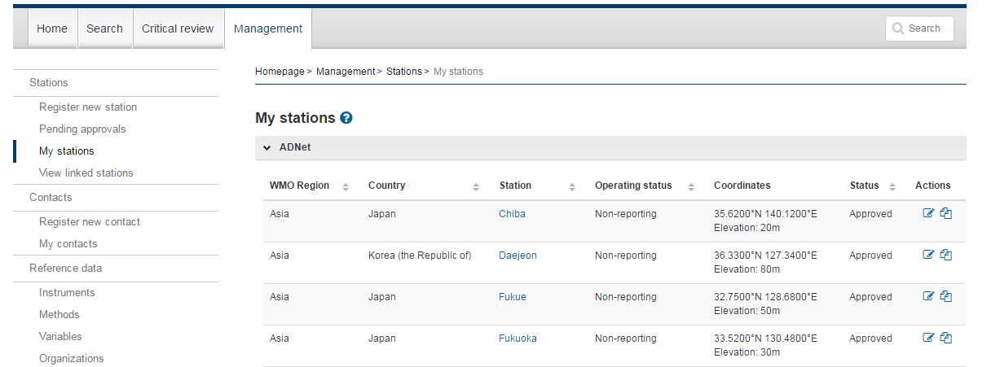 Home Search Critical review Management Search
Homepage > Management > Stations > My stations
Stations
Register new station
Pending approvals
My stations
View linked stations
Contacts
Register new contact
My contacts
Reference data
Instruments
Methods
Variables
Organizations
My stations ?
ADNet
WMO Region Country Station Operating status Coordinates Status Actions
Asia Japan Chiba Non-reporting 35.6200°N 140.1200°E Approved
Elevation: 20m
Asia Korea (the Republic of) Daejeon Non-reporting 36.3300°N 127.3400°E Approved
Elevation: 80m
Asia Japan Fukue Non-reporting 32.7500°N 128.6800°E Approved
Elevation: 50m
Asia Japan Fukuoka Non-reporting 33.5200°N 130.4800°E Approved
Elevation: 30m